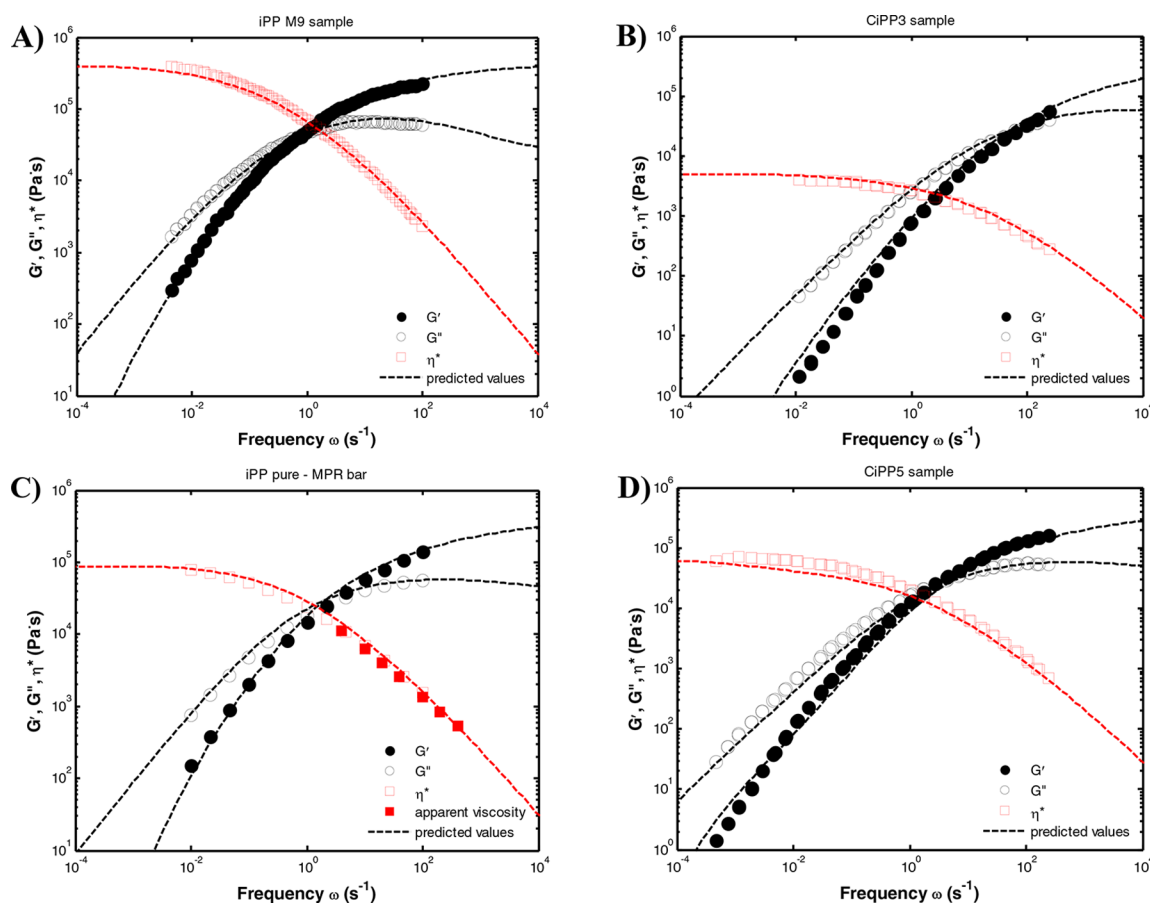 A)
iPP M9 sample
10^6
10^5
10^4
10^3
10^2
10^1
G', G'', η* (Pa's)
G'
G''
η*
predicted values
10^-4
10^-2
10^0
10^2
10^4
Frequency ω (s^-1)
B)
CiPP3 sample
10^6
10^5
10^4
10^3
10^2
10^1
10^0
G', G'', η* (Pa's)
G'
G''
η*
predicted values
10^-4
10^-2
10^0
10^2
10^4
Frequency ω (s^-1)
C)
iPP pure - MPR bar
10^6
10^5
10^4
10^3
10^2
10^1
G', G'', η* (Pa's)
G'
G''
η*
apparent viscosity
predicted values
10^-4
10^-2
10^0
10^2
10^4
Frequency ω (s^-1)
D)
CiPP5 sample
10^6
10^5
10^4
10^3
10^2
10^1
10^0
G', G'', η* (Pa's)
G'
G''
η*
predicted values
10^-4
10^-2
10^0
10^2
10^4
Frequency ω (s^-1)